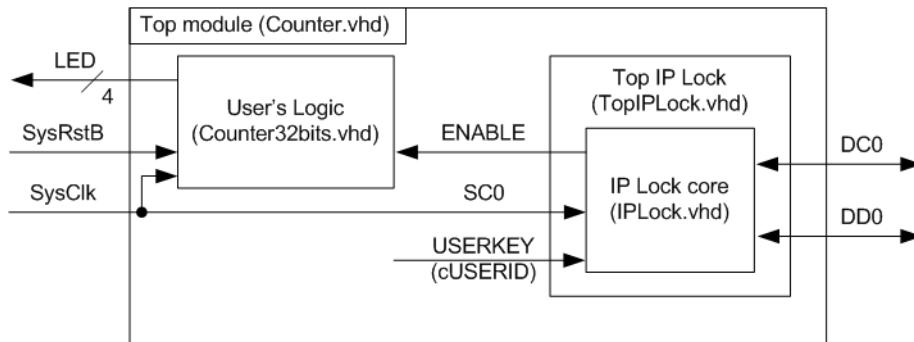 Top module (Counter.vhd)
LED
4
User's Logic
(Counter32bits.vhd)
Top IP Lock
(TopIPLock.vhd)
SysRstB
ENABLE
DC0
SysClk
SC0
IP Lock core
(IPLock.vhd)
DD0
USERKEY
(cUSERID)